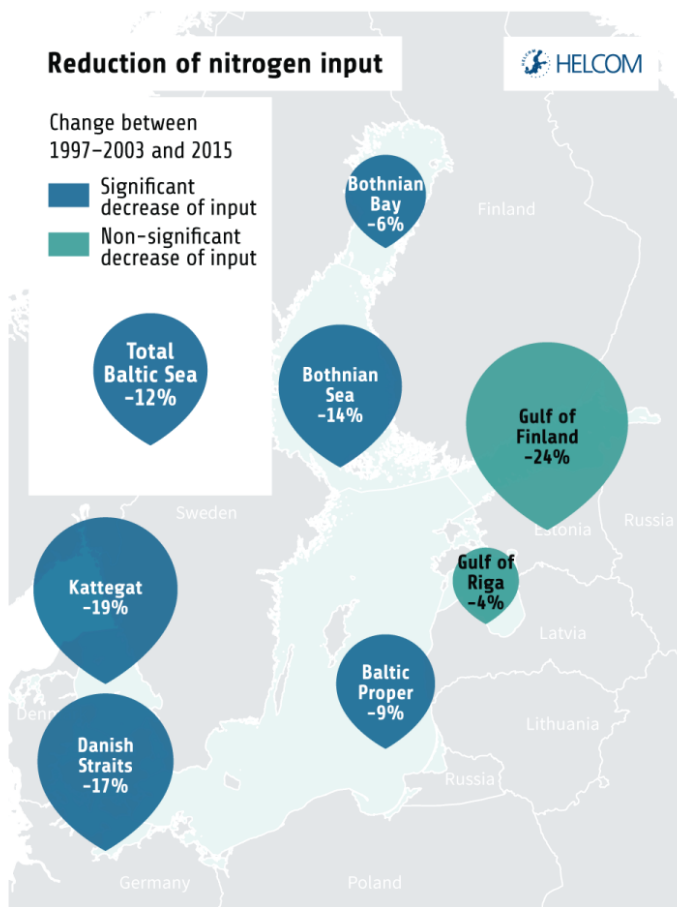 Reduction of nitrogen input
HELCOM
Change between
1997–2003 and 2015
Significant
decrease of input
Non-significant
decrease of input
Total
Baltic Sea
-12%
Bothnian
Bay
-6%
Finland
Bothnian
Sea
-14%
Gulf of
Finland
-24%
Sweden
Estonia
Russia
Kattegat
-19%
Gulf of
Riga
-4%
Latvia
Baltic
Proper
-9%
Denm
Lithuania
Danish
Straits
-17%
Russia
Germany
Poland